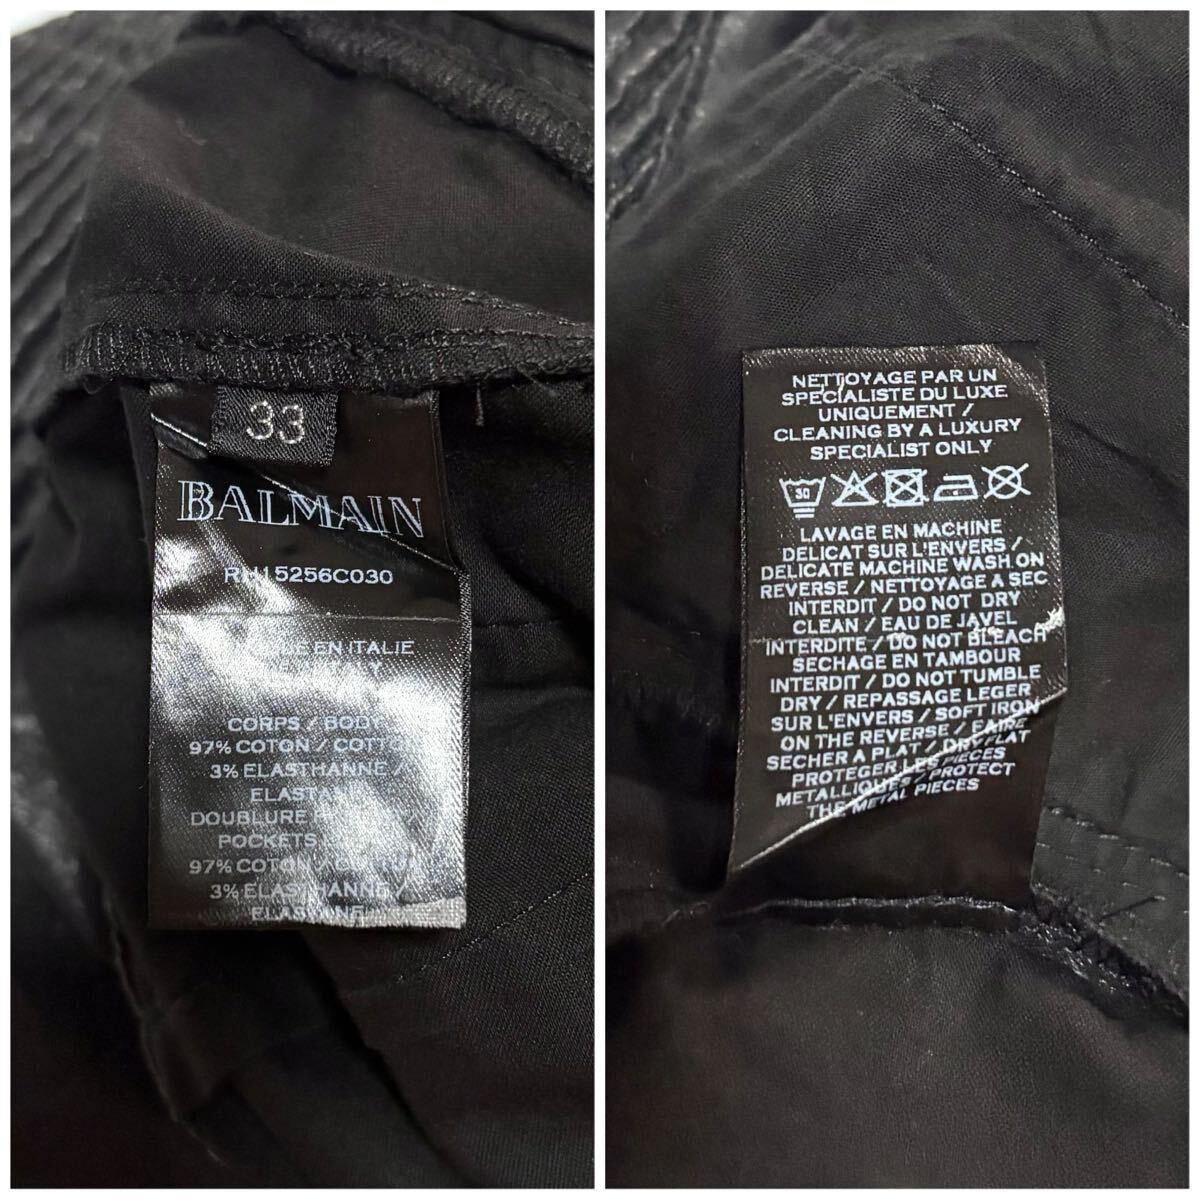 33
BALMAIN
15256C030
EN ITALIE
CORPS / BODY
97% COTON / COTTON
3% ELASTHANNE /
DOUBLURE
POCKETS
97% COTON /
3% ELASTHANNE /
ELASTANE
NETTOYAGE PAR UN
SPECIALISTE DU LUXE
UNIQUEMENT /
CLEANING BY A LUXURY
SPECIALIST ONLY
30
LAVAGE EN MACHINE
DELICAT SUR L'ENVERS /
DELICATE MACHINE WASH ON
REVERSE / NETTOYAGE A SEC
INTERDIT / DO NOT DRY
CLEAN / EAU DE JAVEL
INTERDITE / DO NOT BLEACH
SECHAGE EN TAMBOUR
INTERDIT / DO NOT TUMBLE
DRY / REPASSAGE LEGER
SUR L'ENVERS / SOFT IRON
ON THE REVERSE / FAIRE
SECHER A PLAT / DRY FLAT
PROTEGER LES PIECES
METALLIQUES / PROTECT
THE METAL PIECES